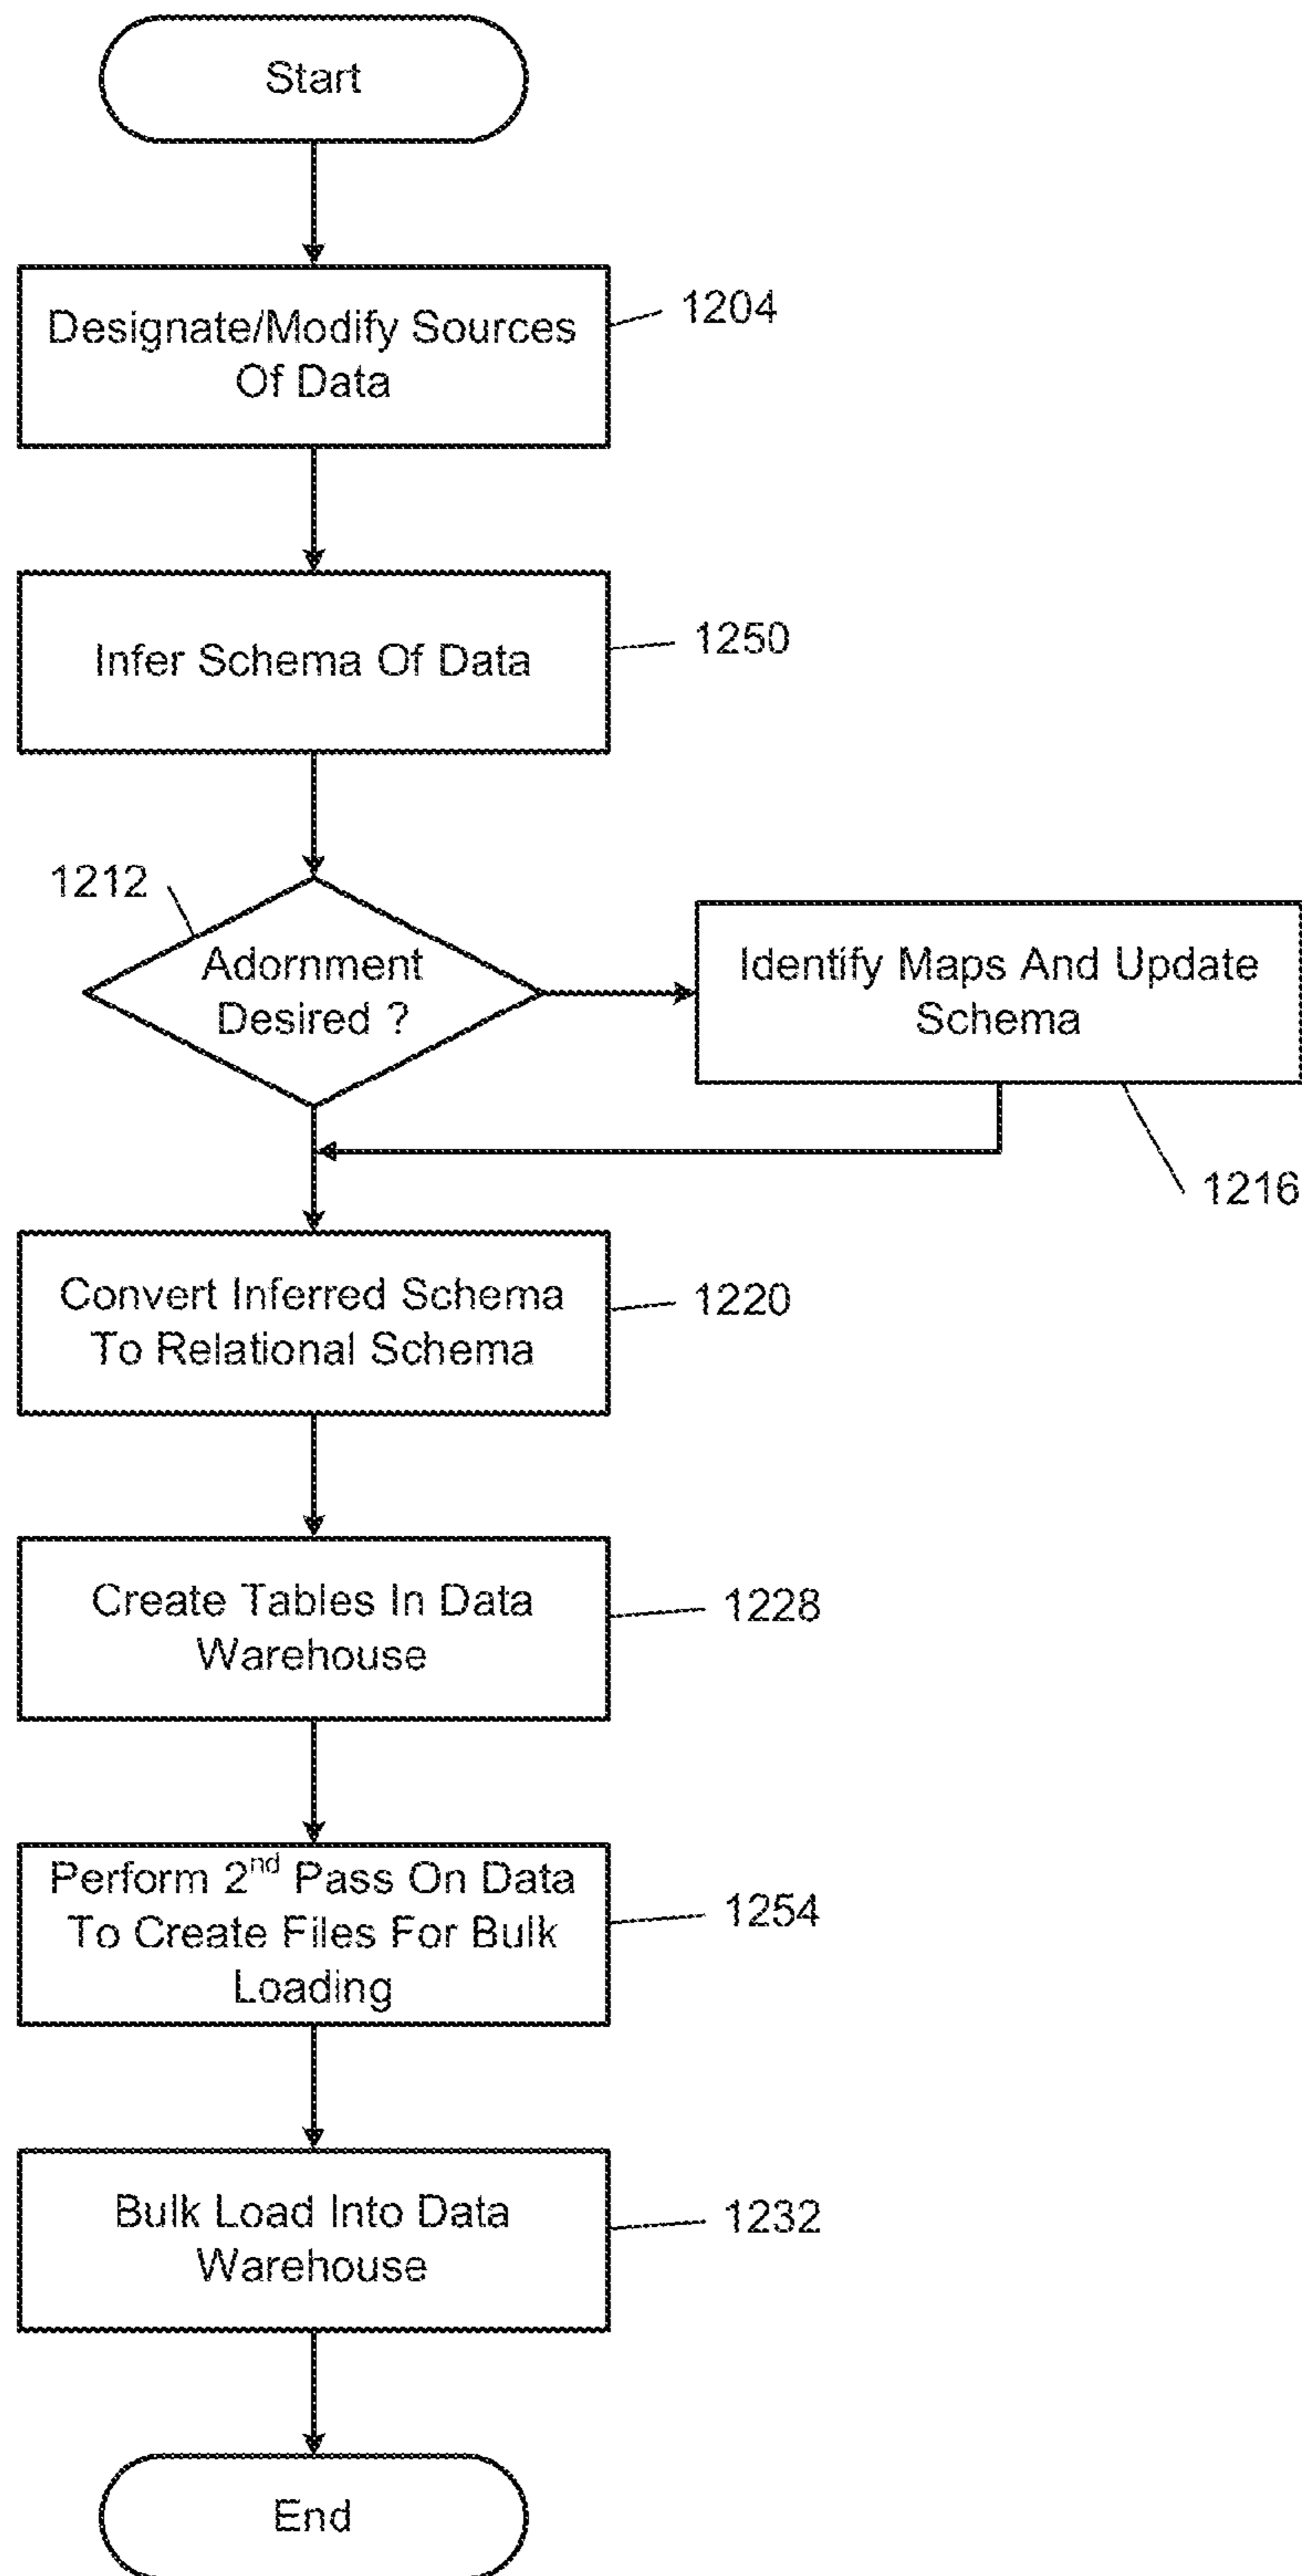 Start
Designate/Modify Sources
Of Data
1204
Infer Schema Of Data
1250
1212
Adornment
Desired ?
Identify Maps And Update
Schema
1216
Convert Inferred Schema
To Relational Schema
1220
Create Tables In Data
Warehouse
1228
Perform 2nd Pass On Data
To Create Files For Bulk
Loading
1254
Bulk Load Into Data
Warehouse
1232
End